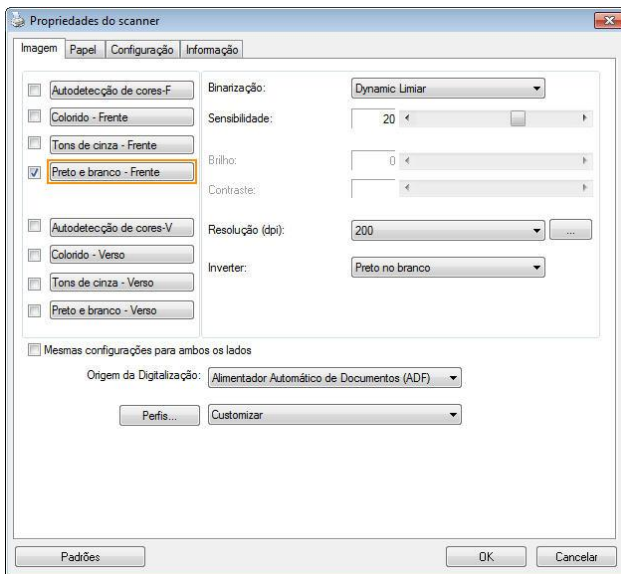 Propriedades do scanner
Imagem Papel Configuração Informação
Autodetecção de cores-F
Colorido - Frente
Tons de cinza - Frente
Preto e branco - Frente
Autodetecção de cores-V
Colorido - Verso
Tons de cinza - Verso
Preto e branco - Verso
Binarização: Dynamic Limiar
Sensibilidade: 20
Brilho: 0
Contraste:
Resolução (dpi): 200 ...
Inverter: Preto no branco
Mesmas configurações para ambos os lados
Origem da Digitalização: Alimentador Automático de Documentos (ADF)
Perfis... Customizar
Padrões OK Cancelar